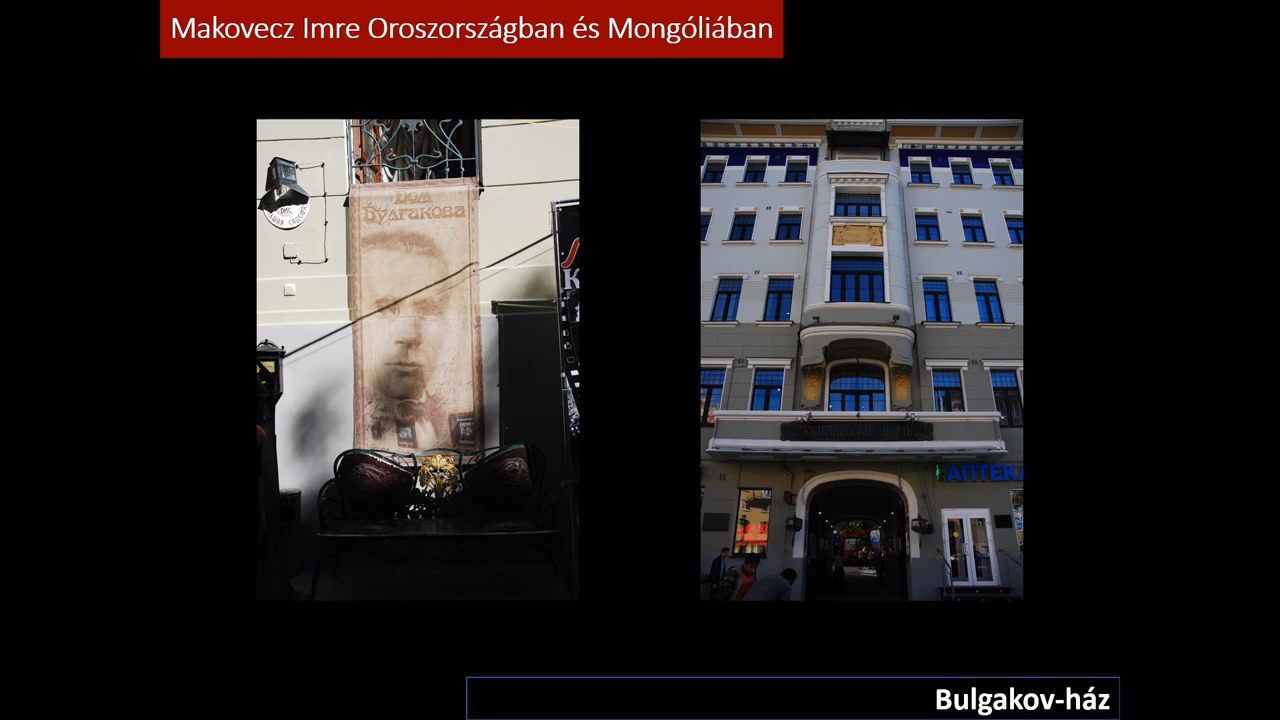 Makovecz Imre Oroszországban és Mongóliában
ДОМ
Булгакова
АПТЕКА
Bulgakov-ház